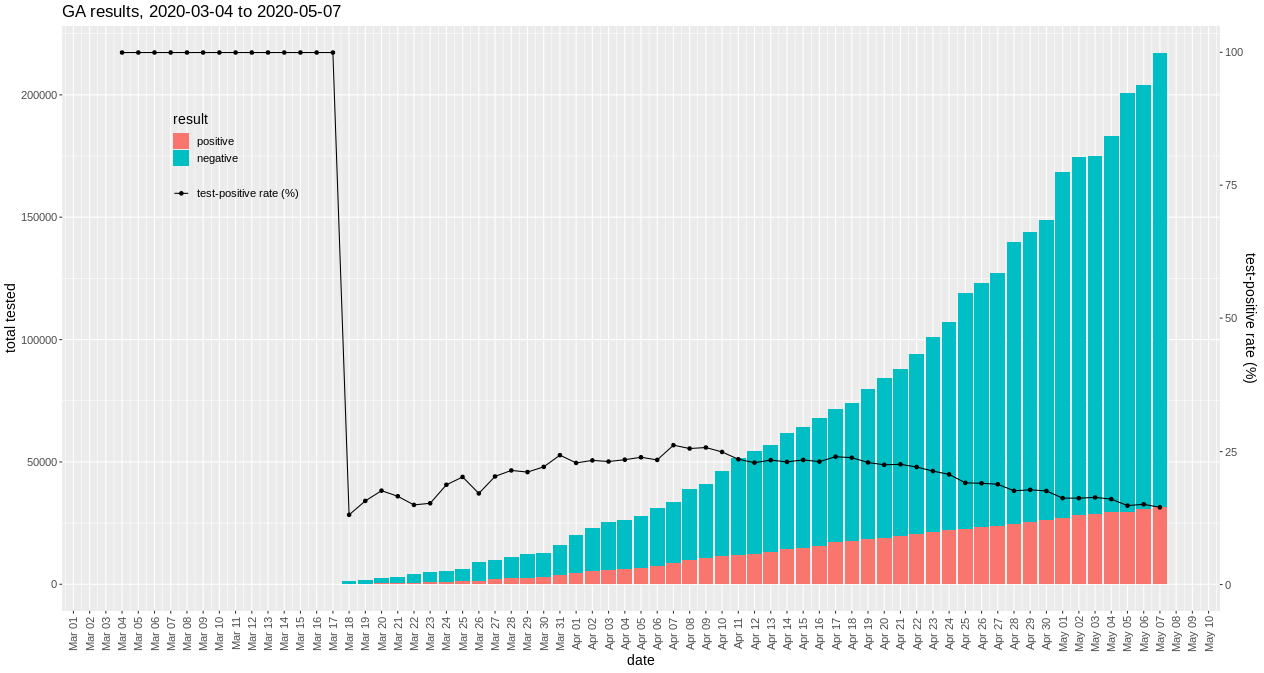 GA results, 2020-03-04 to 2020-05-07
total tested
200000
150000
100000
50000
0
result
positive
negative
test-positive rate (%)
100
75
50
25
0
test-positive rate (%)
Mar 01
Mar 02
Mar 03
Mar 04
Mar 05
Mar 06
Mar 07
Mar 08
Mar 09
Mar 10
Mar 11
Mar 12
Mar 13
Mar 14
Mar 15
Mar 16
Mar 17
Mar 18
Mar 19
Mar 20
Mar 21
Mar 22
Mar 23
Mar 24
Mar 25
Mar 26
Mar 27
Mar 28
Mar 29
Mar 30
Mar 31
Apr 01
Apr 02
Apr 03
Apr 04
Apr 05
Apr 06
Apr 07
Apr 08
Apr 09
Apr 10
Apr 11
Apr 12
Apr 13
Apr 14
Apr 15
Apr 16
Apr 17
Apr 18
Apr 19
Apr 20
Apr 21
Apr 22
Apr 23
Apr 24
Apr 25
Apr 26
Apr 27
Apr 28
Apr 29
Apr 30
May 01
May 02
May 03
May 04
May 05
May 06
May 07
May 08
May 09
May 10
date